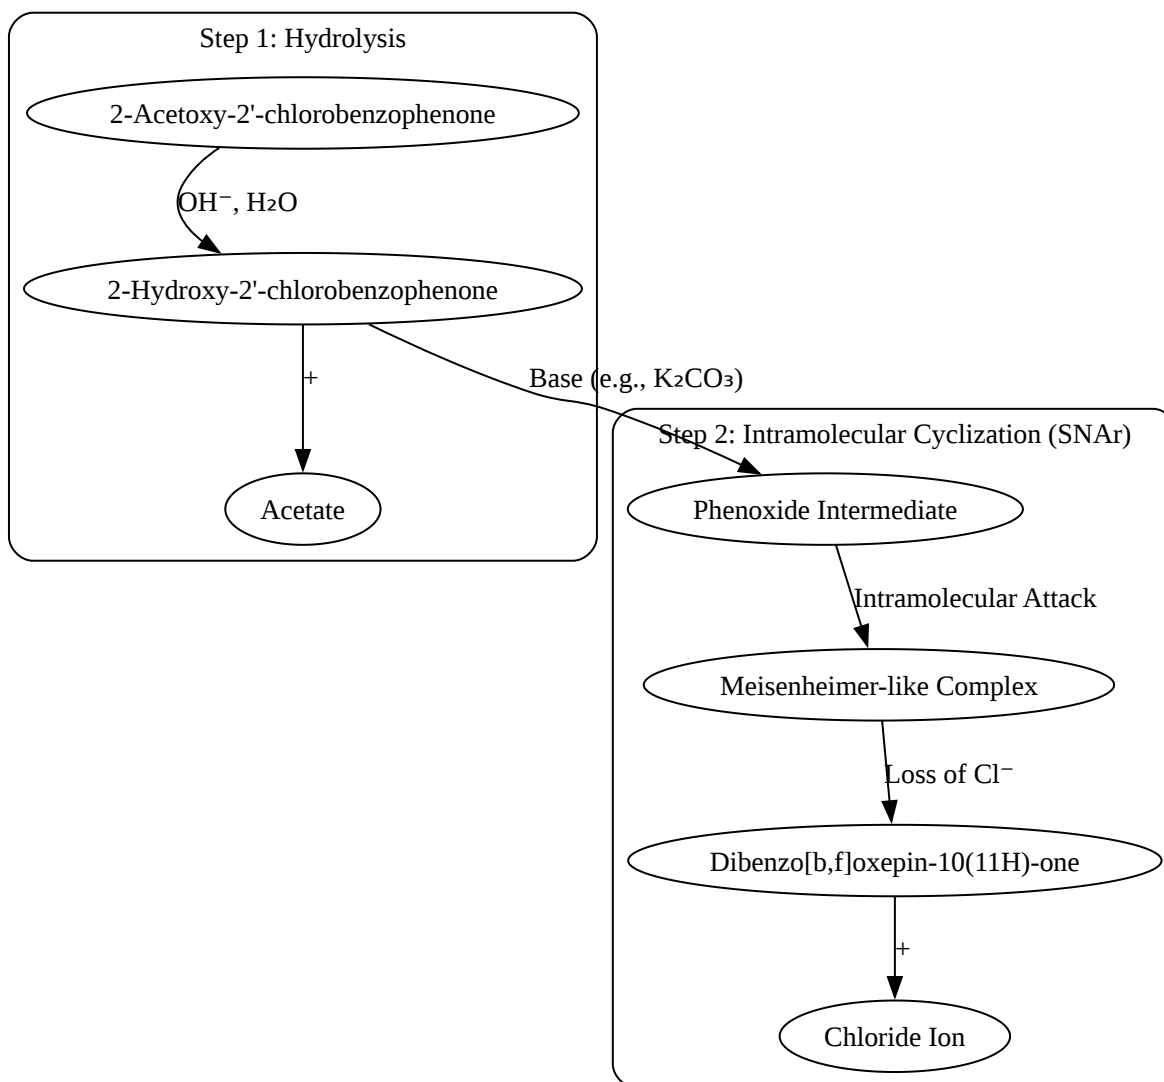 Step 1: Hydrolysis
2-Acetoxy-2'-chlorobenzophenone
OH⁻, H₂O
2-Hydroxy-2'-chlorobenzophenone
+
Base (e.g., K₂CO₃)
Acetate
Step 2: Intramolecular Cyclization (SNAr)
Phenoxide Intermediate
Intramolecular Attack
Meisenheimer-like Complex
Loss of Cl⁻
Dibenzo[b,f]oxepin-10(11H)-one
+
Chloride Ion